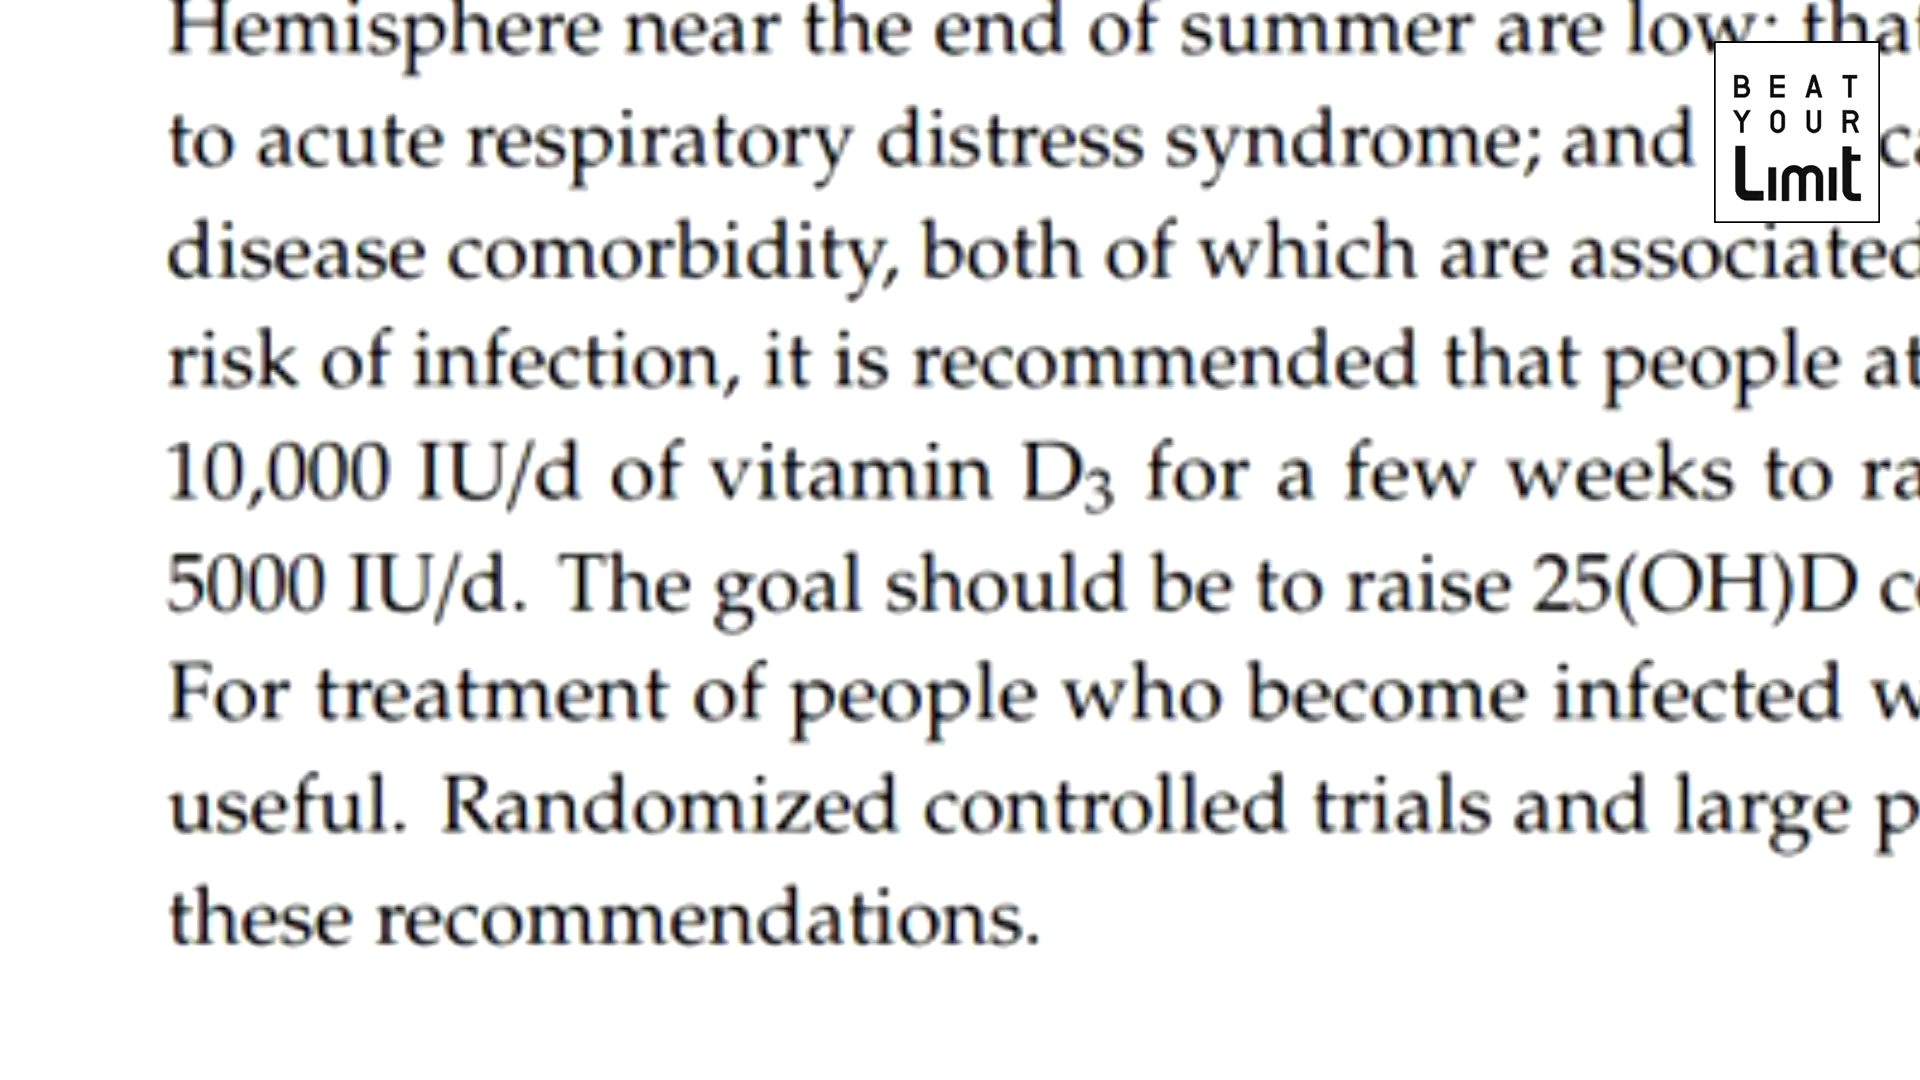 Hemisphere near the end of summer are low; that
to acute respiratory distress syndrome; and
disease comorbidity, both of which are associated
risk of infection, it is recommended that people at
10,000 IU/d of vitamin D₃ for a few weeks to ra
5000 IU/d. The goal should be to raise 25(OH)D c
For treatment of people who become infected w
useful. Randomized controlled trials and large p
these recommendations.
BEAT
YOUR
Limit